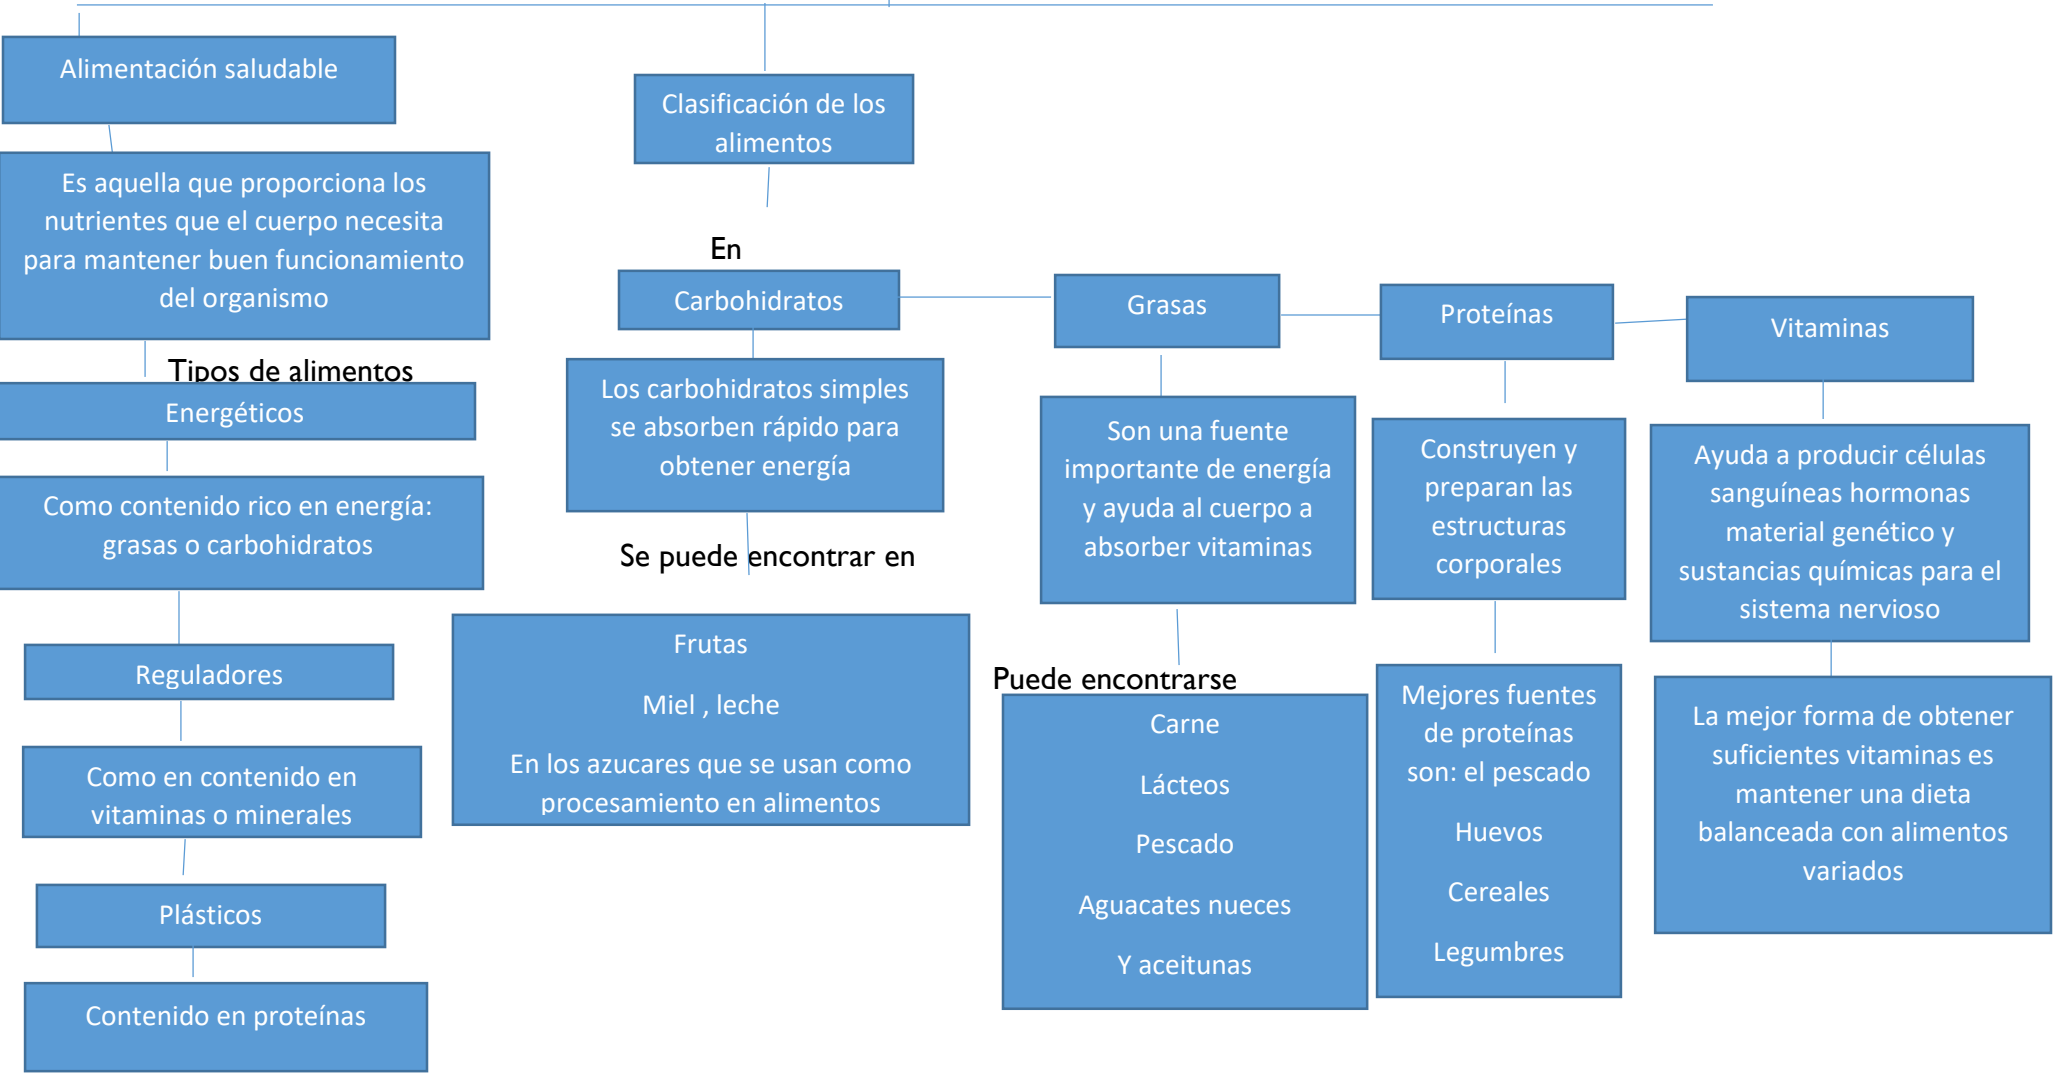 Alimentación saludable
Es aquella que proporciona los
nutrientes que el cuerpo necesita
para mantener buen funcionamiento
del organismo
Tipos de alimentos
Energéticos
Como contenido rico en energía:
grasas o carbohidratos
Reguladores
Como en contenido en
vitaminas o minerales
Plásticos
Contenido en proteínas
Clasificación de los
alimentos
En
Carbohidratos
Los carbohidratos simples
se absorben rápido para
obtener energía
Se puede encontrar en
Frutas
Miel , leche
En los azucares que se usan como
procesamiento en alimentos
Grasas
Son una fuente
importante de energía
y ayuda al cuerpo a
absorber vitaminas
Puede encontrarse
Carne
Lácteos
Pescado
Aguacates nueces
Y aceitunas
Proteínas
Construyen y
preparan las
estructuras
corporales
Mejores fuentes
de proteínas
son: el pescado
Huevos
Cereales
Legumbres
Vitaminas
Ayuda a producir células
sanguíneas hormonas
material genético y
sustancias químicas para el
sistema nervioso
La mejor forma de obtener
suficientes vitaminas es
mantener una dieta
balanceada con alimentos
variados